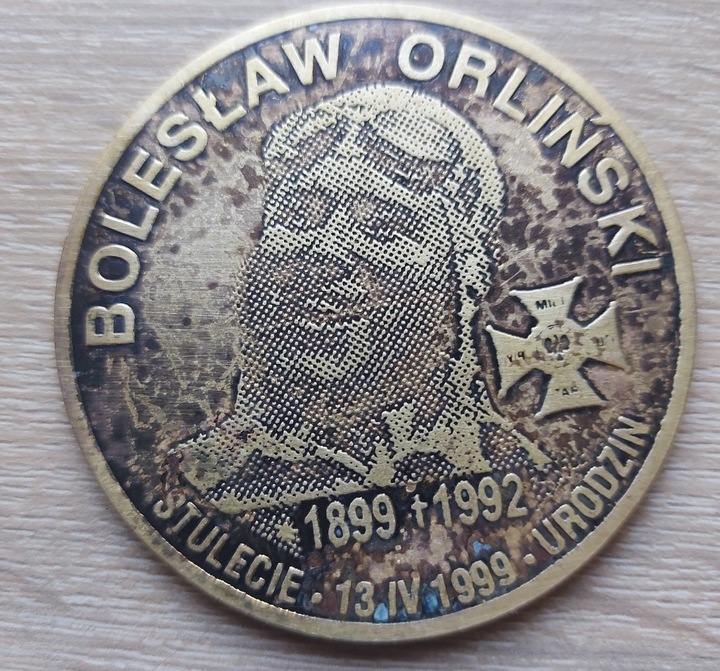 BOLESŁAW ORLIŃSKI
* 1899 † 1992
STULECIE · 13 IV 1999 · URODZIN